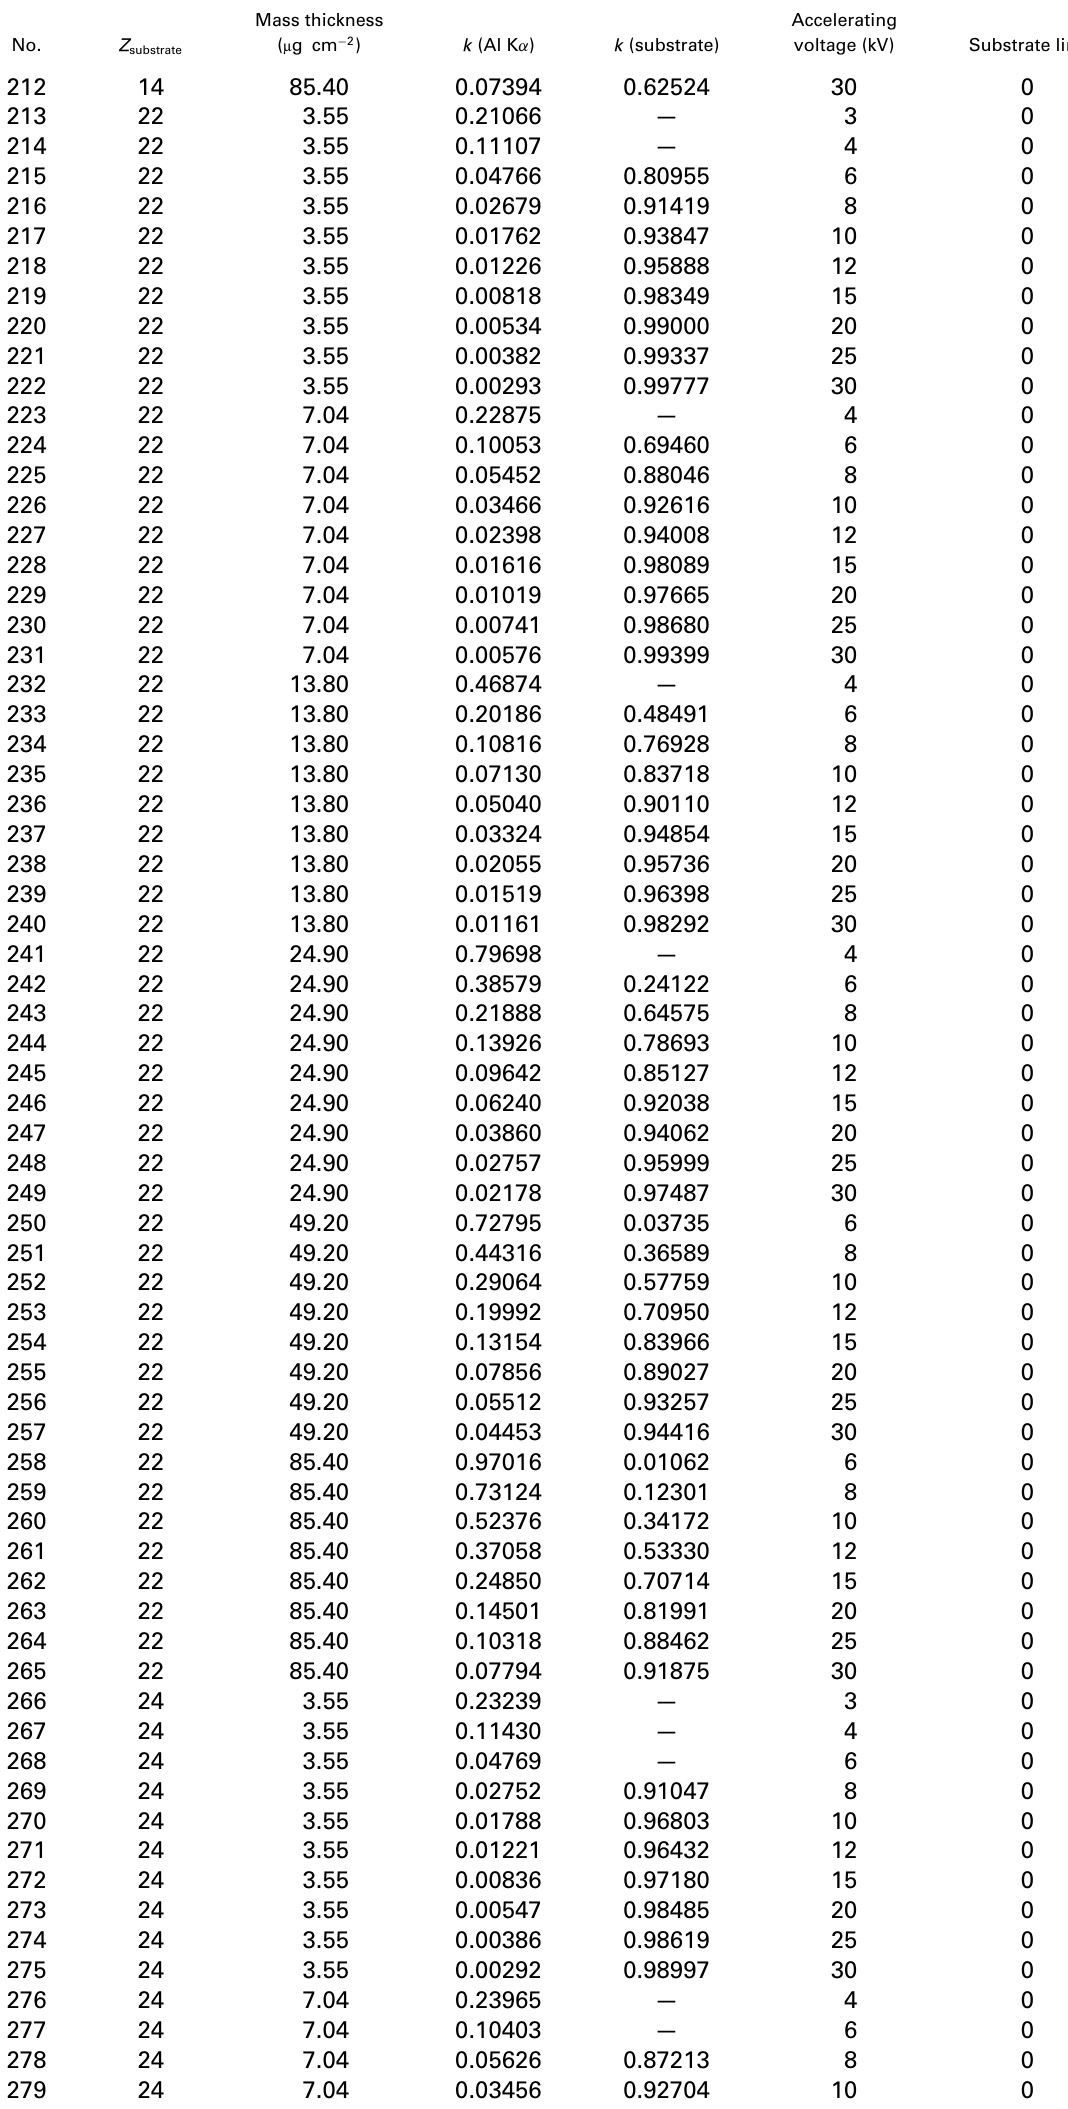 Mass thickness Accelerating
No. Zsubstrate (μg cm−2) k (Al Kα) k (substrate) voltage (kV) Substrate lin
212 14 85.40 0.07394 0.62524 30 0
213 22 3.55 0.21066 — 3 0
214 22 3.55 0.11107 — 4 0
215 22 3.55 0.04766 0.80955 6 0
216 22 3.55 0.02679 0.91419 8 0
217 22 3.55 0.01762 0.93847 10 0
218 22 3.55 0.01226 0.95888 12 0
219 22 3.55 0.00818 0.98349 15 0
220 22 3.55 0.00534 0.99000 20 0
221 22 3.55 0.00382 0.99337 25 0
222 22 3.55 0.00293 0.99777 30 0
223 22 7.04 0.22875 — 4 0
224 22 7.04 0.10053 0.69460 6 0
225 22 7.04 0.05452 0.88046 8 0
226 22 7.04 0.03466 0.92616 10 0
227 22 7.04 0.02398 0.94008 12 0
228 22 7.04 0.01616 0.98089 15 0
229 22 7.04 0.01019 0.97665 20 0
230 22 7.04 0.00741 0.98680 25 0
231 22 7.04 0.00576 0.99399 30 0
232 22 13.80 0.46874 — 4 0
233 22 13.80 0.20186 0.48491 6 0
234 22 13.80 0.10816 0.76928 8 0
235 22 13.80 0.07130 0.83718 10 0
236 22 13.80 0.05040 0.90110 12 0
237 22 13.80 0.03324 0.94854 15 0
238 22 13.80 0.02055 0.95736 20 0
239 22 13.80 0.01519 0.96398 25 0
240 22 13.80 0.01161 0.98292 30 0
241 22 24.90 0.79698 — 4 0
242 22 24.90 0.38579 0.24122 6 0
243 22 24.90 0.21888 0.64575 8 0
244 22 24.90 0.13926 0.78693 10 0
245 22 24.90 0.09642 0.85127 12 0
246 22 24.90 0.06240 0.92038 15 0
247 22 24.90 0.03860 0.94062 20 0
248 22 24.90 0.02757 0.95999 25 0
249 22 24.90 0.02178 0.97487 30 0
250 22 49.20 0.72795 0.03735 6 0
251 22 49.20 0.44316 0.36589 8 0
252 22 49.20 0.29064 0.57759 10 0
253 22 49.20 0.19992 0.70950 12 0
254 22 49.20 0.13154 0.83966 15 0
255 22 49.20 0.07856 0.89027 20 0
256 22 49.20 0.05512 0.93257 25 0
257 22 49.20 0.04453 0.94416 30 0
258 22 85.40 0.97016 0.01062 6 0
259 22 85.40 0.73124 0.12301 8 0
260 22 85.40 0.52376 0.34172 10 0
261 22 85.40 0.37058 0.53330 12 0
262 22 85.40 0.24850 0.70714 15 0
263 22 85.40 0.14501 0.81991 20 0
264 22 85.40 0.10318 0.88462 25 0
265 22 85.40 0.07794 0.91875 30 0
266 24 3.55 0.23239 — 3 0
267 24 3.55 0.11430 — 4 0
268 24 3.55 0.04769 — 6 0
269 24 3.55 0.02752 0.91047 8 0
270 24 3.55 0.01788 0.96803 10 0
271 24 3.55 0.01221 0.96432 12 0
272 24 3.55 0.00836 0.97180 15 0
273 24 3.55 0.00547 0.98485 20 0
274 24 3.55 0.00386 0.98619 25 0
275 24 3.55 0.00292 0.98997 30 0
276 24 7.04 0.23965 — 4 0
277 24 7.04 0.10403 — 6 0
278 24 7.04 0.05626 0.87213 8 0
279 24 7.04 0.03456 0.92704 10 0